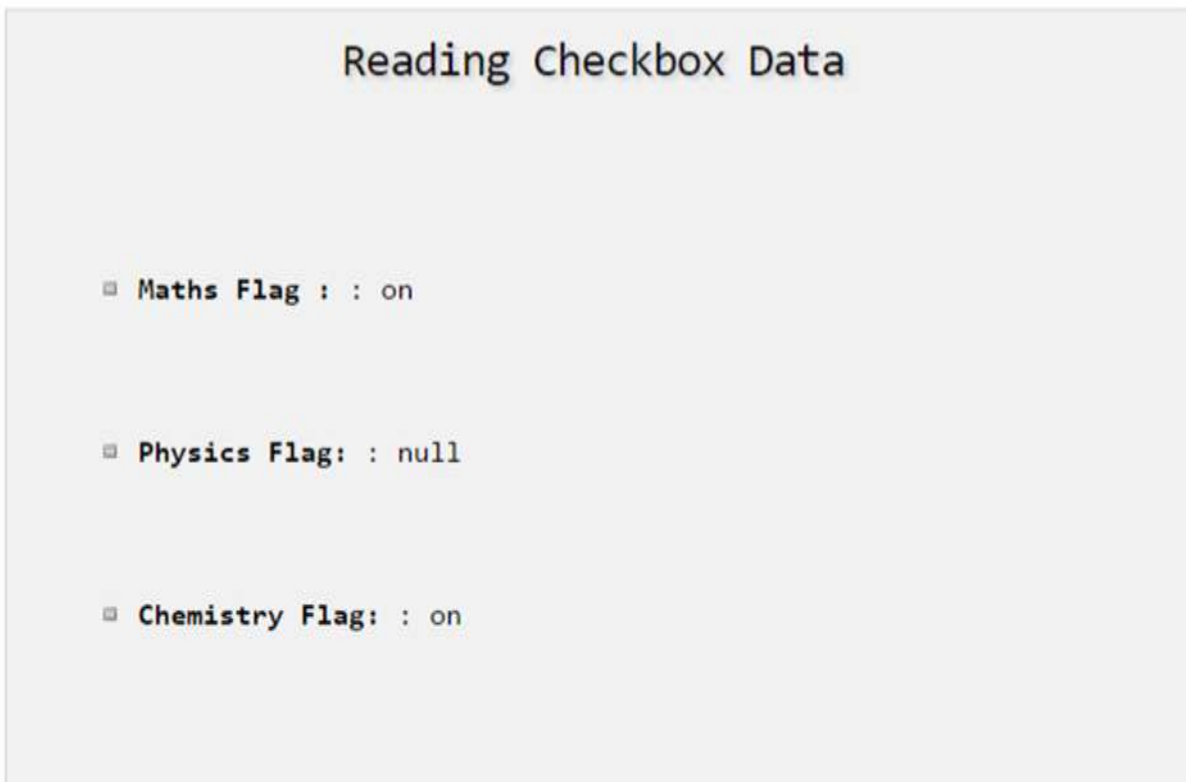 Reading Checkbox Data
Maths Flag : : on
Physics Flag: : null
Chemistry Flag: : on